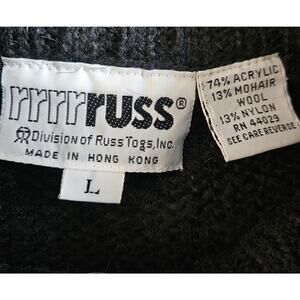 rrrrruss®
Division of Russ Togs, Inc.
MADE IN HONG KONG
L
74% ACRYLIC
13% MOHAIR
WOOL
13% NYLON
RN 44029
SEE CARE REVERSE